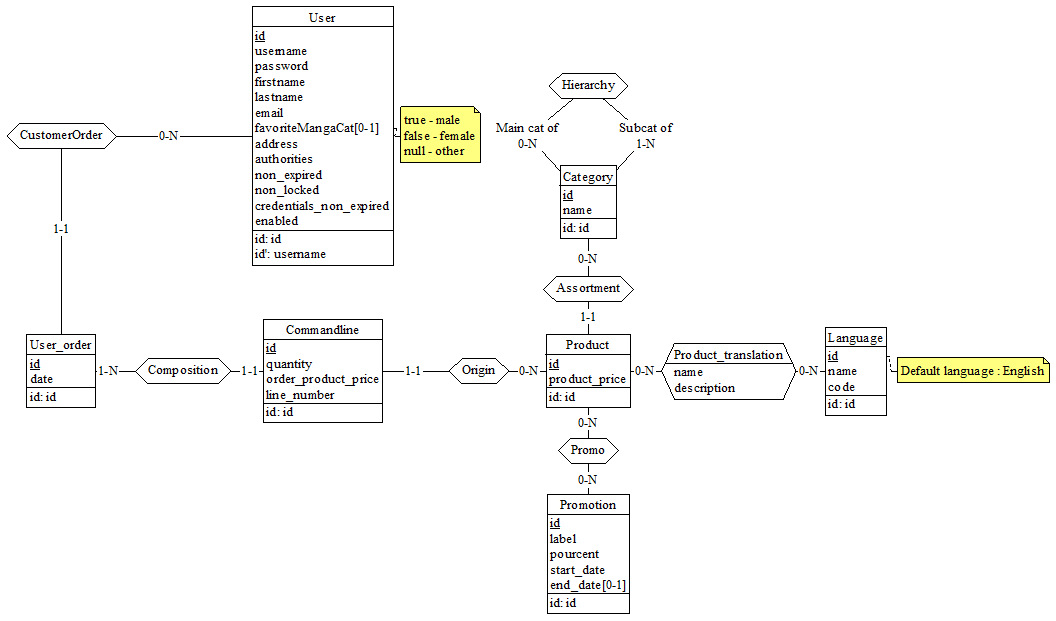 User
id
username
password
firstname
lastname
email
favoriteMangaCat[0-1]
address
authorities
non_expired
non_locked
credentials_non_expired
enabled
id: id
id': username
true - male
false - female
null - other
CustomerOrder
0-N
1-1
Hierarchy
Main cat of
0-N
Subcat of
1-N
Category
id
name
id: id
0-N
Assortment
1-1
User_order
id
date
id: id
1-N
Composition
1-1
Commandline
id
quantity
order_product_price
line_number
id: id
1-1
Origin
0-N
Product
id
product_price
id: id
0-N
Product_translation
name
description
0-N
Language
id
name
code
id: id
Default language : English
0-N
Promo
0-N
Promotion
id
label
pourcent
start_date
end_date[0-1]
id: id